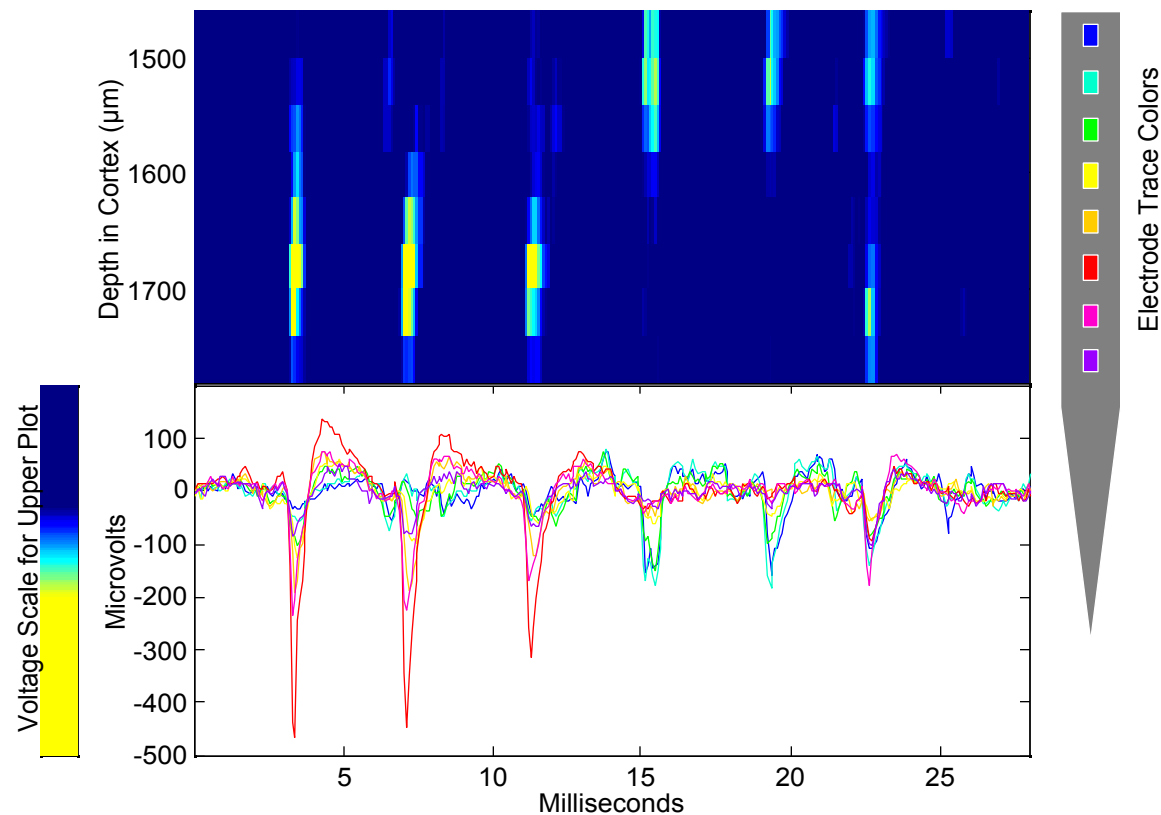 1500
1600
1700
Depth in Cortex (µm)
Electrode Trace Colors
Voltage Scale for Upper Plot
100
0
-100
-200
-300
-400
-500
Microvolts
5 10 15 20 25
Milliseconds